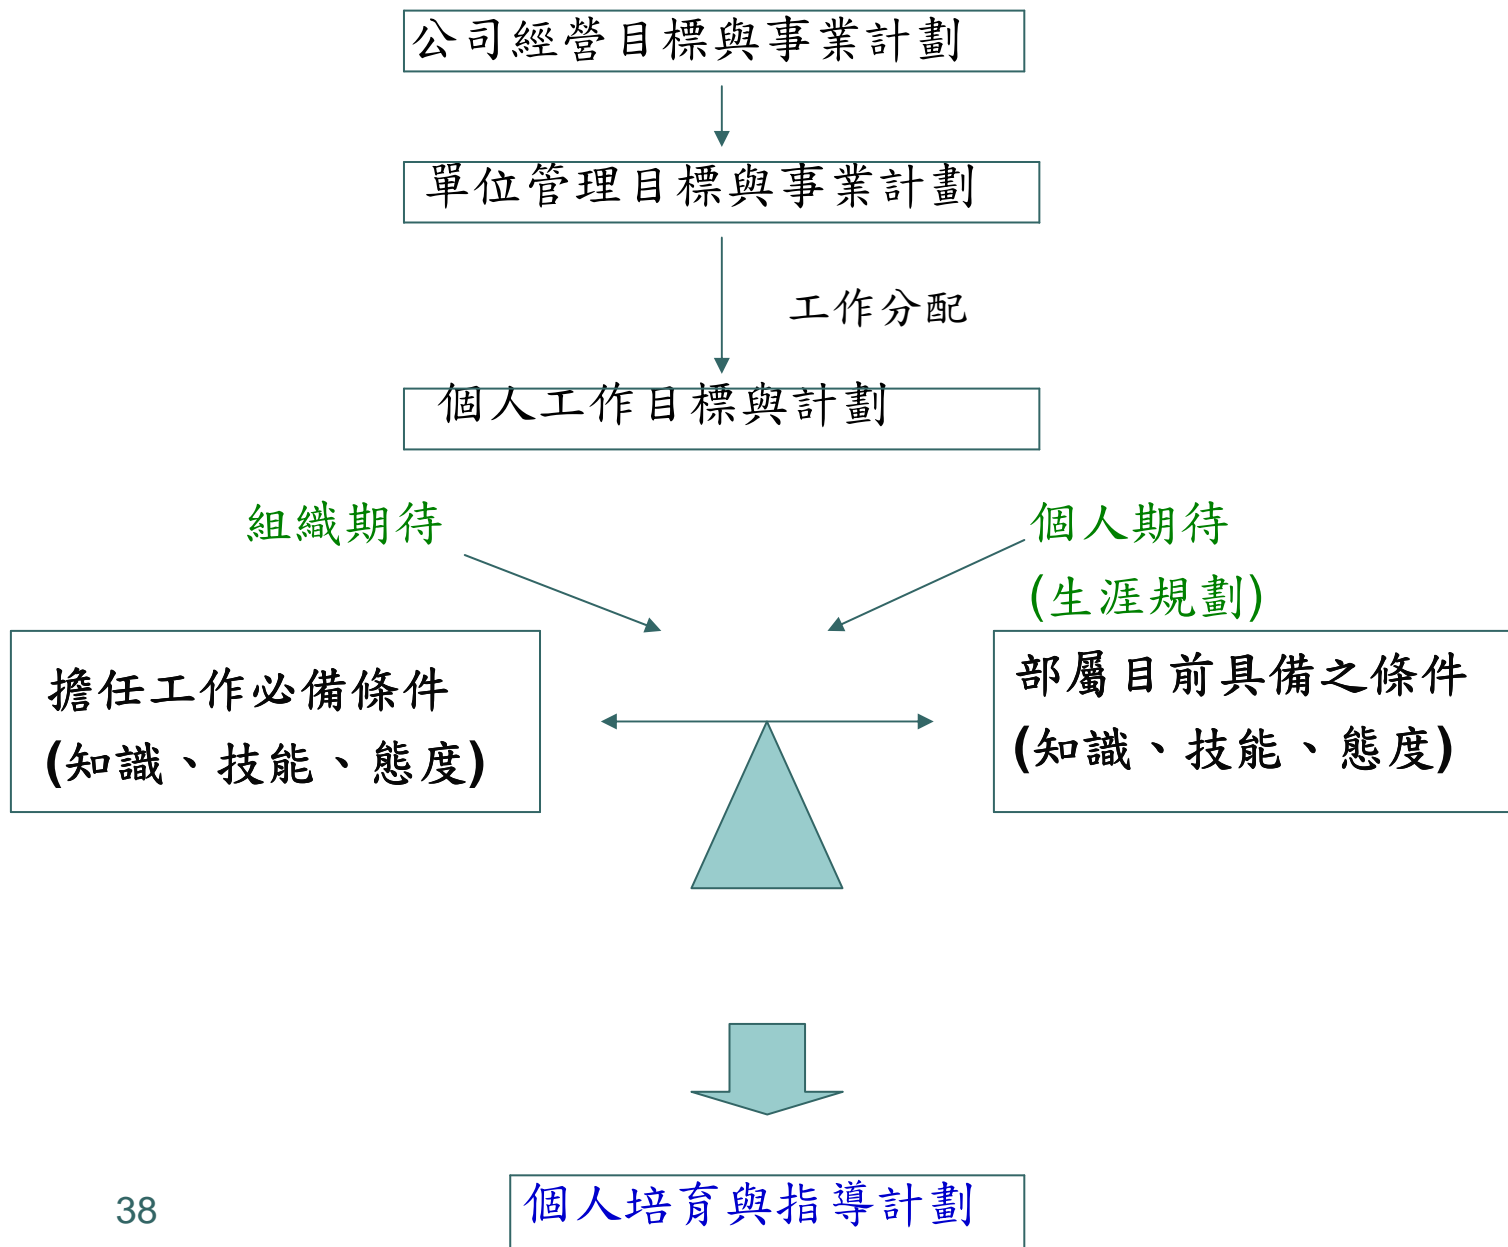 公司經營目標與事業計劃
單位管理目標與事業計劃
工作分配
個人工作目標與計劃
組織期待
個人期待
(生涯規劃)
擔任工作必備條件
(知識、技能、態度)
部屬目前具備之條件
(知識、技能、態度)
個人培育與指導計劃
38